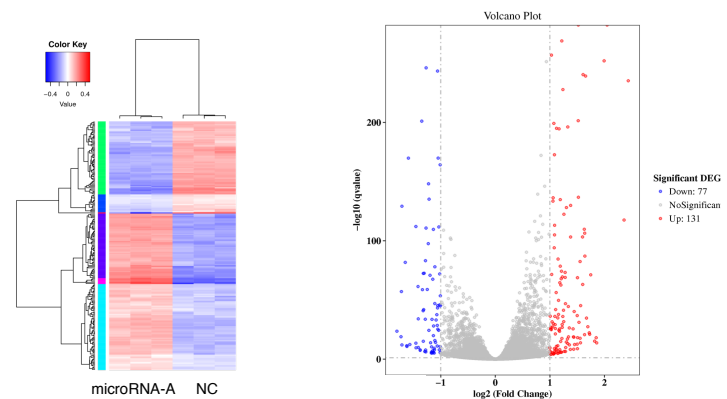 Color Key
−0.4 0 0.4
Value
microRNA-A NC
Volcano Plot
200
100
0
−log10 (qvalue)
−1 0 1 2
log2 (Fold Change)
Significant DEG
Down: 77
NoSignifican
Up: 131